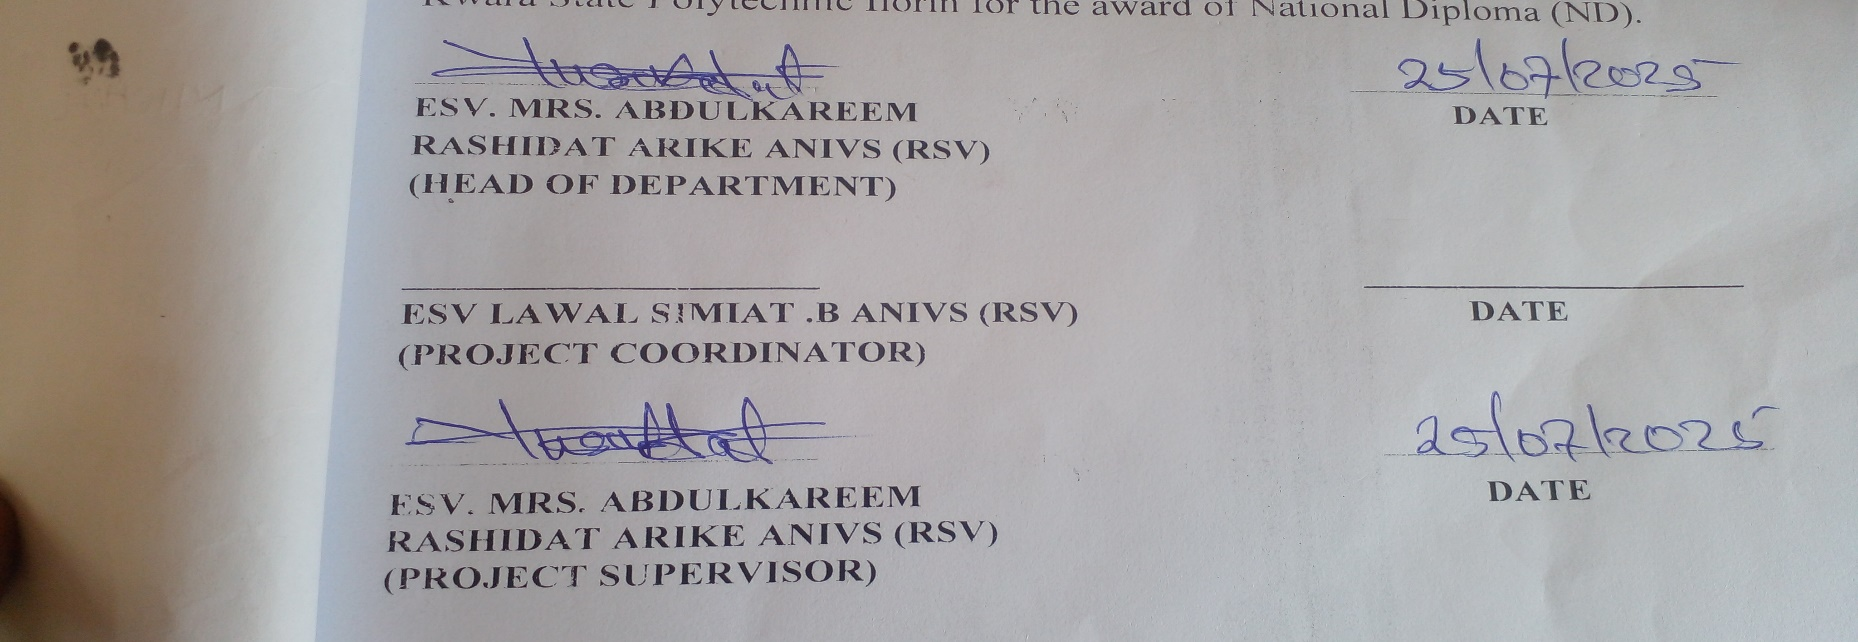 Kwara State Polytechnic Ilorin for the award of National Diploma (ND).
25/07/2025
ESV. MRS. ABDULKAREEM
DATE
RASHIDAT ARIKE ANIVS (RSV)
(HEAD OF DEPARTMENT)
ESV LAWAL SIMIAT .B ANIVS (RSV)
DATE
(PROJECT COORDINATOR)
25/07/2025
ESV. MRS. ABDULKAREEM
DATE
RASHIDAT ARIKE ANIVS (RSV)
(PROJECT SUPERVISOR)